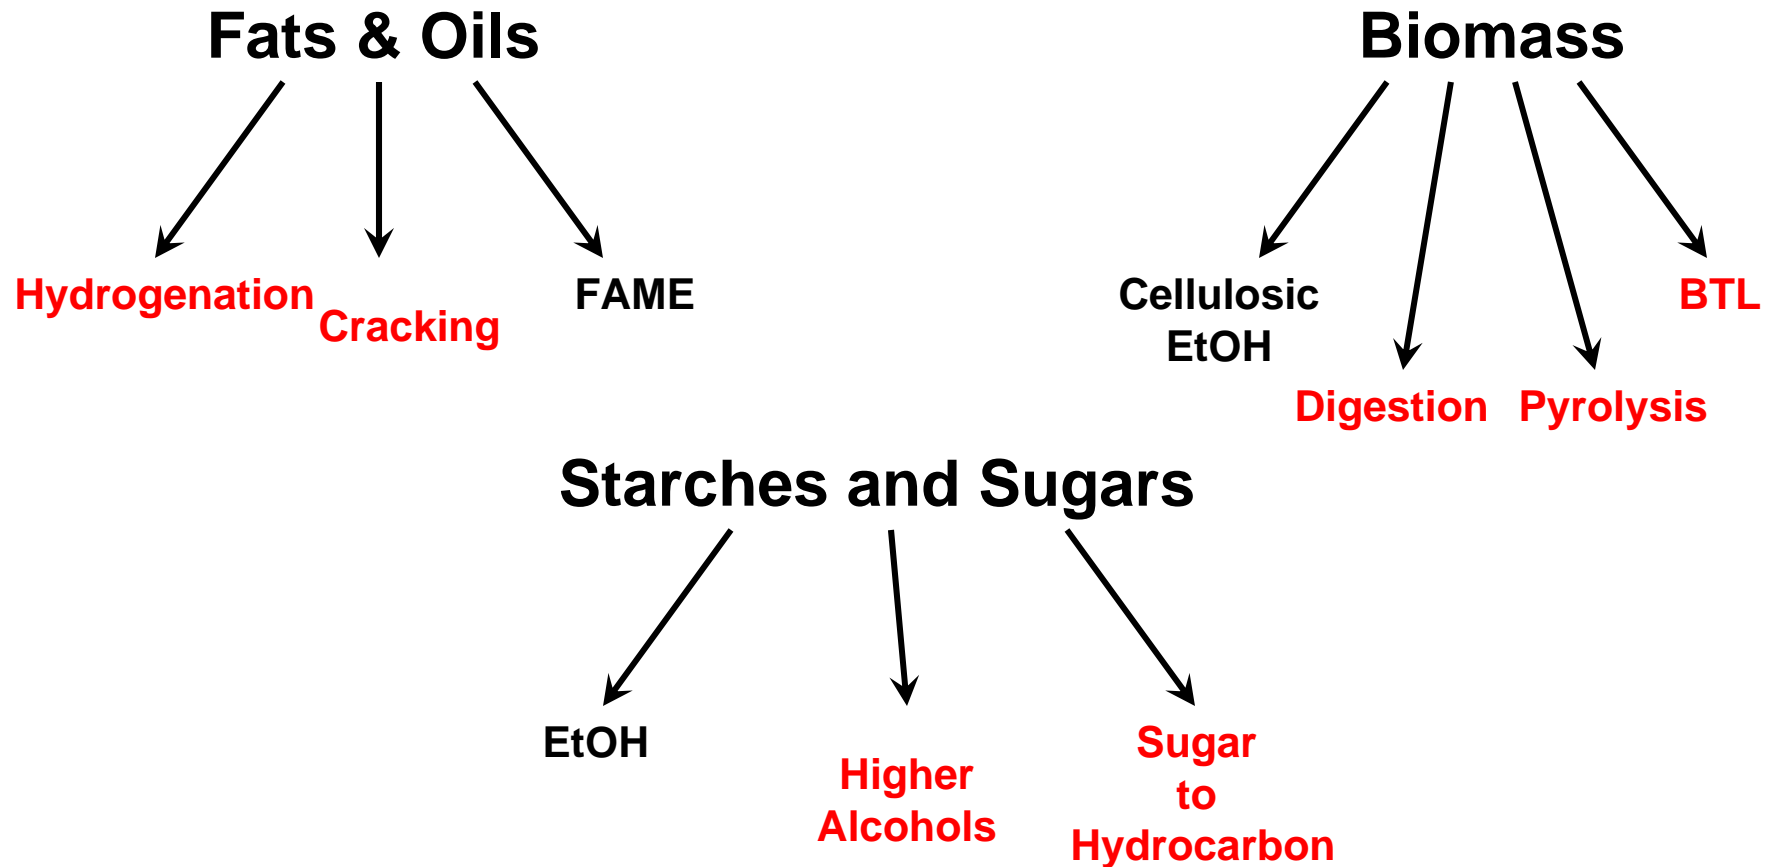 Fats & Oils
Hydrogenation
Cracking
FAME
Biomass
Cellulosic
EtOH
Digestion
Pyrolysis
BTL
Starches and Sugars
EtOH
Higher
Alcohols
Sugar
to
Hydrocarbon